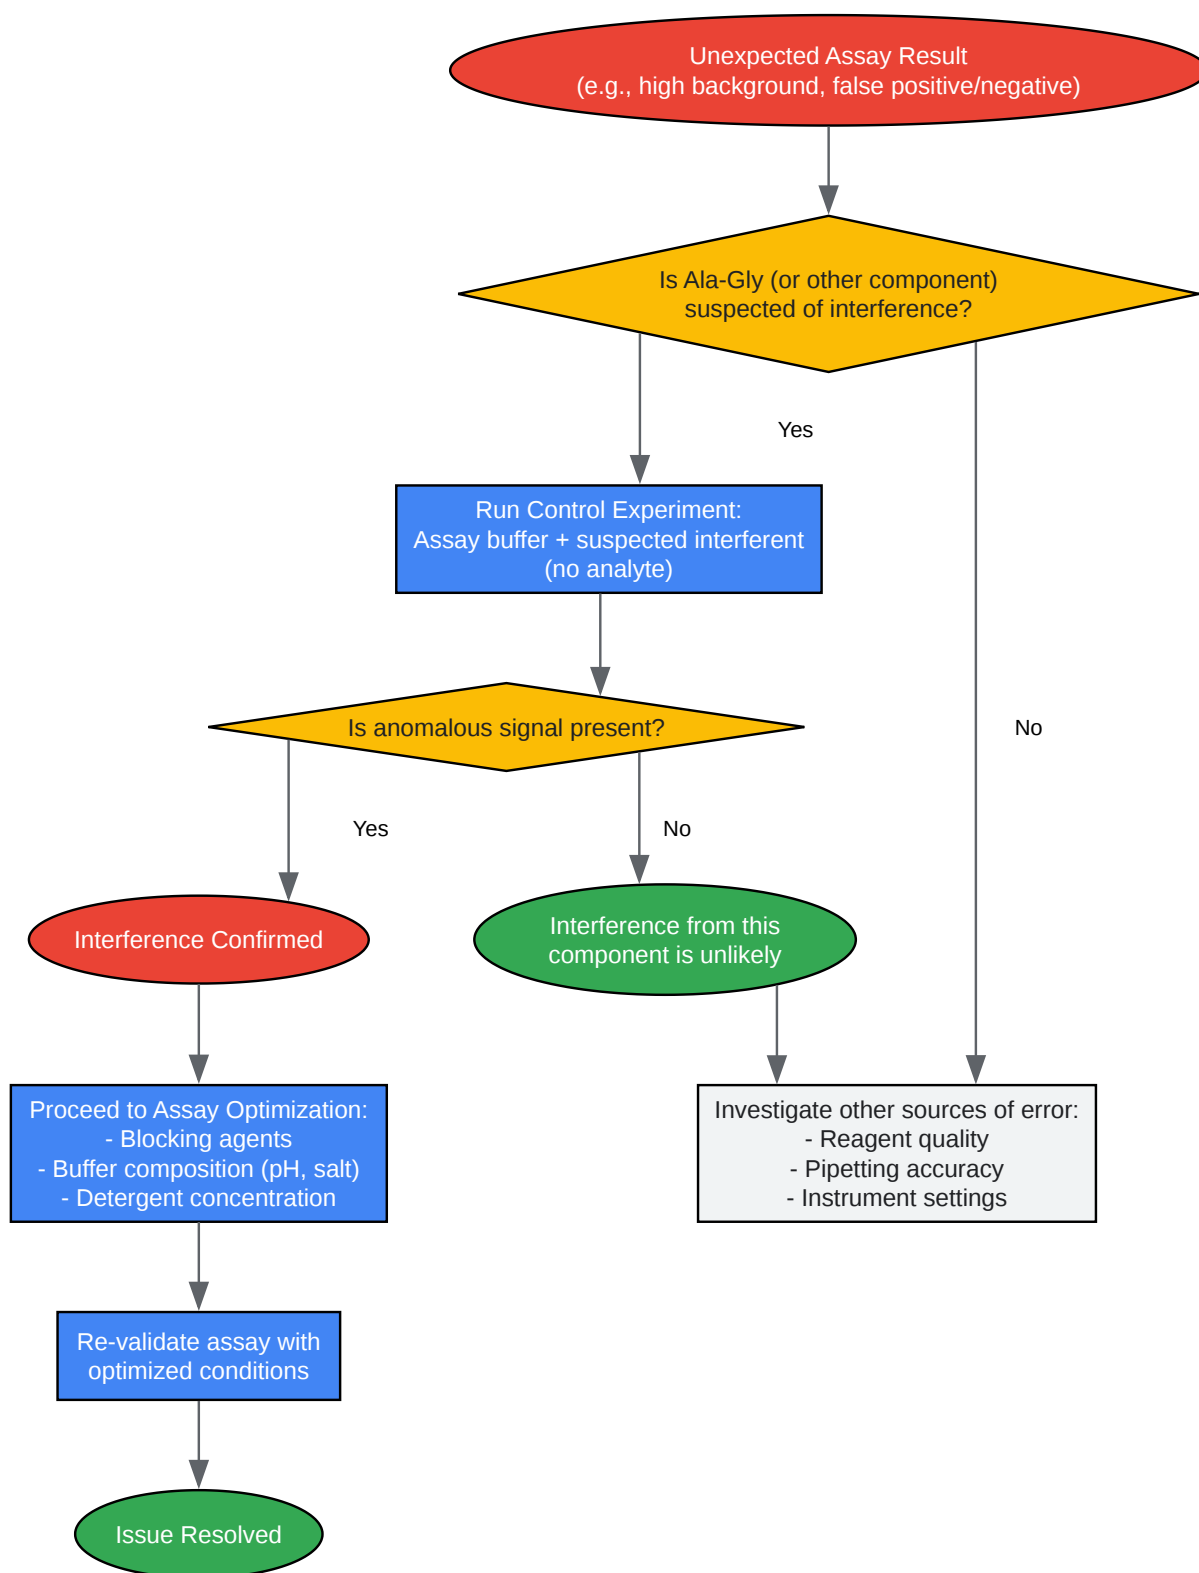 Unexpected Assay Result
(e.g., high background, false positive/negative)
Is Ala-Gly (or other component)
suspected of interference?
Yes
Run Control Experiment:
Assay buffer + suspected interferent
(no analyte)
Is anomalous signal present?
No
Yes
No
Interference Confirmed
Interference from this
component is unlikely
Proceed to Assay Optimization:
- Blocking agents
- Buffer composition (pH, salt)
- Detergent concentration
Investigate other sources of error:
- Reagent quality
- Pipetting accuracy
- Instrument settings
Re-validate assay with
optimized conditions
Issue Resolved